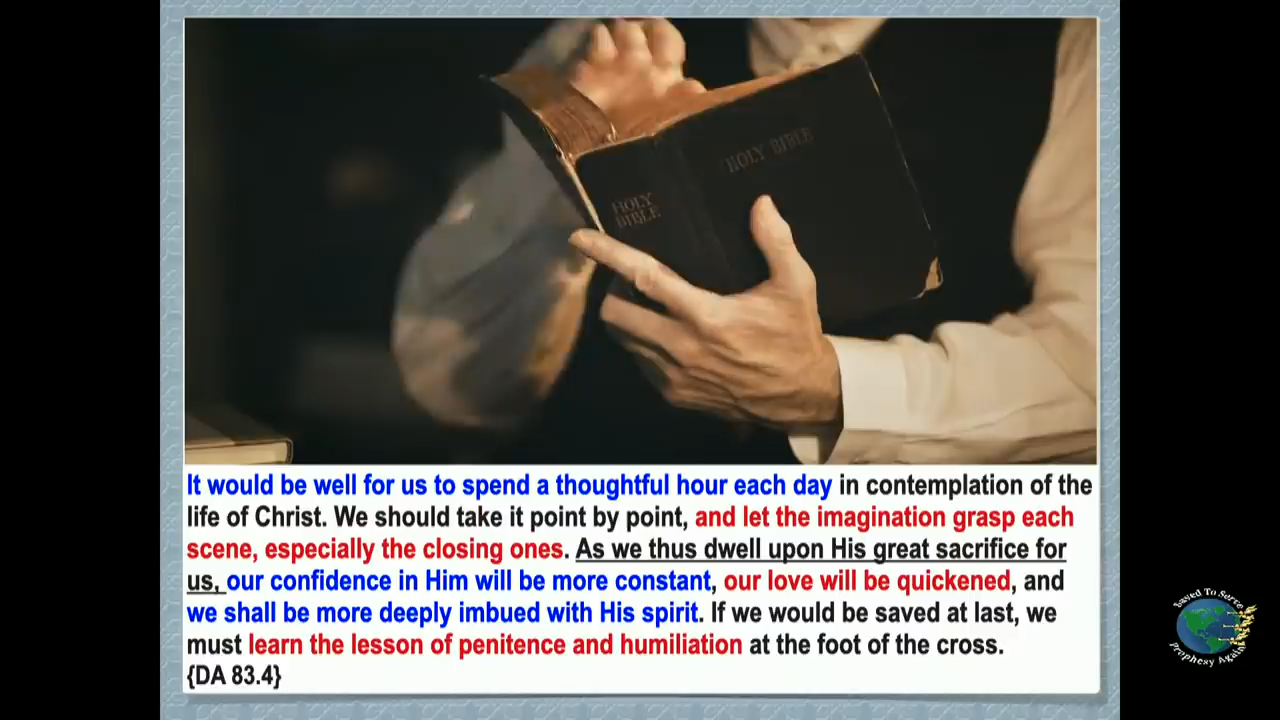 HOLY BIBLE
HOLY
BIBLE
It would be well for us to spend a thoughtful hour each day in contemplation of the
life of Christ. We should take it point by point, and let the imagination grasp each
scene, especially the closing ones. As we thus dwell upon His great sacrifice for
us, our confidence in Him will be more constant, our love will be quickened, and
we shall be more deeply imbued with His spirit. If we would be saved at last, we
must learn the lesson of penitence and humiliation at the foot of the cross.
{DA 83.4}
Saved To Serve
Prophesy Again